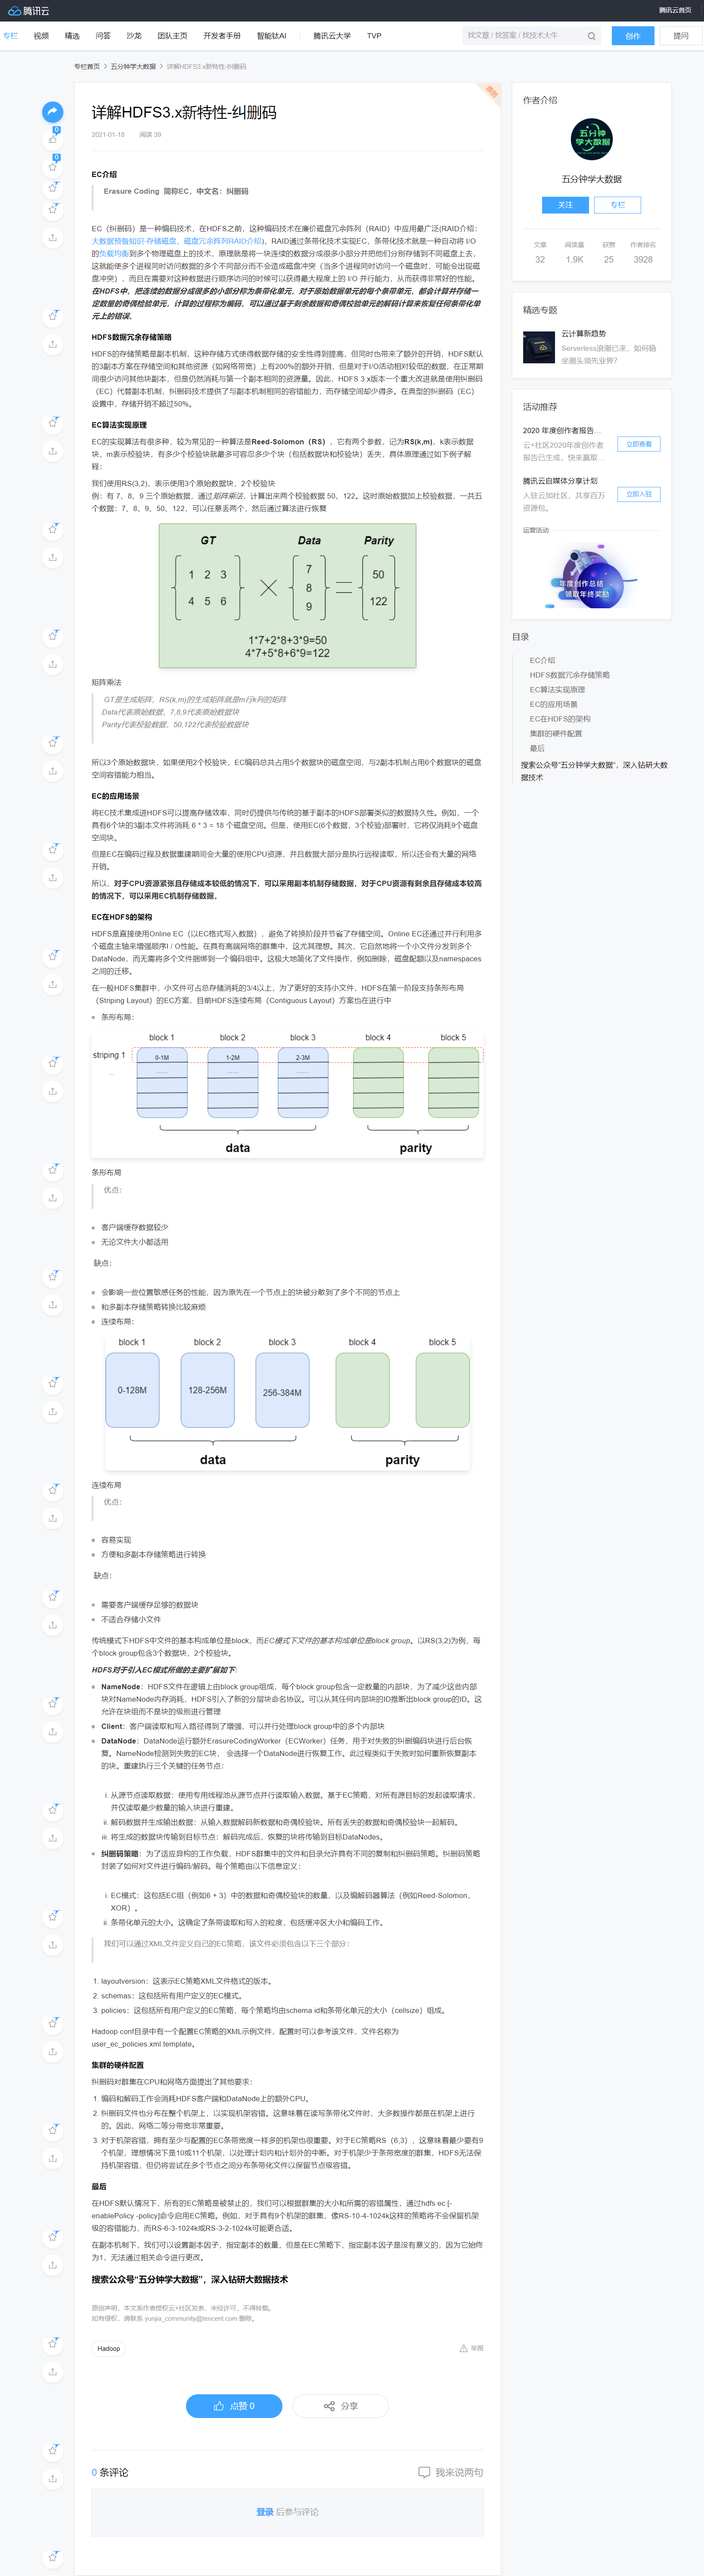 腾讯云
腾讯云首页
专栏 视频 精选 问答 沙龙 团队主页 开发者手册 智能钛AI 腾讯云大学 TVP
找文章 / 找答案 / 找技术大牛
创作
提问
专栏首页 > 五分钟学大数据 > 详解HDFS3.x新特性-纠删码
原创
详解HDFS3.x新特性-纠删码
2021-01-18 阅读 39
EC介绍
Erasure Coding 简称EC，中文名：纠删码
EC（纠删码）是一种编码技术，在HDFS之前，这种编码技术在廉价磁盘冗余阵列（RAID）中应用最广泛(RAID介绍：
大数据预备知识-存储磁盘、磁盘冗余阵列RAID介绍)，RAID通过条带化技术实现EC，条带化技术就是一种自动将 I/O
的负载均衡到多个物理磁盘上的技术，原理就是将一块连续的数据分成很多小部分并把他们分别存储到不同磁盘上去，
这就能使多个进程同时访问数据的多个不同部分而不会造成磁盘冲突（当多个进程同时访问一个磁盘时，可能会出现磁
盘冲突），而且在需要对这种数据进行顺序访问的时候可以获得最大程度上的 I/O 并行能力，从而获得非常好的性能。
在HDFS中，把连续的数据分成很多的小部分称为条带化单元，对于原始数据单元的每个条带单元，都会计算并存储一
定数量的奇偶检验单元，计算的过程称为编码，可以通过基于剩余数据和奇偶校验单元的解码计算来恢复任何条带化单
元上的错误。
HDFS数据冗余存储策略
HDFS的存储策略是副本机制，这种存储方式使得数据存储的安全性得到提高，但同时也带来了额外的开销，HDFS默认
的3副本方案在存储空间和其他资源（如网络带宽）上有200%的额外开销，但是对于I/O活动相对较低的数据，在正常期
间很少访问其他块副本，但是仍然消耗与第一个副本相同的资源量。因此，HDFS 3.x版本一个重大改进就是使用纠删码
（EC）代替副本机制，纠删码技术提供了与副本机制相同的容错能力，而存储空间却少得多。在典型的纠删码（EC）
设置中，存储开销不超过50%。
EC算法实现原理
EC的实现算法有很多种，较为常见的一种算法是Reed-Solomon（RS），它有两个参数，记为RS(k,m)，k表示数据
块，m表示校验块，有多少个校验块就最多可容忍多少个块（包括数据块和校验块）丢失，具体原理通过如下例子解
释：
我们使用RS(3,2)，表示使用3个原始数据块，2个校验块
例：有 7、8、9 三个原始数据，通过矩阵乘法，计算出来两个校验数据 50、122。这时原始数据加上校验数据，一共五
个数据：7、8、9、50、122，可以任意丢两个，然后通过算法进行恢复
GT Data Parity
1 2 3
4 5 6
7
8
9
50
122
1*7+2*8+3*9=50
4*7+5*8+6*9=122
矩阵乘法
GT是生成矩阵，RS(k,m)的生成矩阵就是m行k列的矩阵
Data代表原始数据，7,8,9代表原始数据块
Parity代表校验数据，50,122代表校验数据块
所以3个原始数据块，如果使用2个校验块，EC编码总共占用5个数据块的磁盘空间，与2副本机制占用6个数据块的磁盘
空间容错能力相当。
EC的应用场景
将EC技术集成进HDFS可以提高存储效率，同时仍提供与传统的基于副本的HDFS部署类似的数据持久性。例如，一个
具有6个块的3副本文件将消耗 6 * 3 = 18 个磁盘空间。但是，使用EC(6个数据，3个校验)部署时，它将仅消耗9个磁盘
空间块。
但是EC在编码过程及数据重建期间会大量的使用CPU资源，并且数据大部分是执行远程读取，所以还会有大量的网络
开销。
所以，对于CPU资源紧张且存储成本较低的情况下，可以采用副本机制存储数据，对于CPU资源有剩余且存储成本较高
的情况下，可以采用EC机制存储数据。
EC在HDFS的架构
HDFS是直接使用Online EC（以EC格式写入数据），避免了转换阶段并节省了存储空间。Online EC还通过并行利用多
个磁盘主轴来增强顺序I / O性能。在具有高端网络的群集中，这尤其理想。其次，它自然地将一个小文件分发到多个
DataNode，而无需将多个文件捆绑到一个编码组中。这极大地简化了文件操作，例如删除，磁盘配额以及namespaces
之间的迁移。
在一般HDFS集群中，小文件可占总存储消耗的3/4以上，为了更好的支持小文件，HDFS在第一阶段支持条形布局
（Striping Layout）的EC方案，目前HDFS连续布局（Contiguous Layout）方案也在进行中
条形布局：
block 1 block 2 block 3 block 4 block 5
striping 1 0-1M 1-2M 2-3M
... ...... ...... ......
data parity
条形布局
优点：
客户端缓存数据较少
无论文件大小都适用
缺点：
会影响一些位置敏感任务的性能，因为原先在一个节点上的块被分散到了多个不同的节点上
和多副本存储策略转换比较麻烦
连续布局：
block 1 block 2 block 3 block 4 block 5
0-128M 128-256M 256-384M
data parity
连续布局
优点：
容易实现
方便和多副本存储策略进行转换
缺点：
需要客户端缓存足够的数据块
不适合存储小文件
传统模式下HDFS中文件的基本构成单位是block，而EC模式下文件的基本构成单位是block group。以RS(3,2)为例，每
个block group包含3个数据块，2个校验块。
HDFS对于引入EC模式所做的主要扩展如下：
NameNode：HDFS文件在逻辑上由block group组成，每个block group包含一定数量的内部块，为了减少这些内部
块对NameNode内存消耗，HDFS引入了新的分层块命名协议。可以从其任何内部块的ID推断出block group的ID。这
允许在块组而不是块的级别进行管理
Client：客户端读取和写入路径得到了增强，可以并行处理block group中的多个内部块
DataNode：DataNode运行额外ErasureCodingWorker（ECWorker）任务，用于对失败的纠删编码块进行后台恢
复。NameNode检测到失败的EC块， 会选择一个DataNode进行恢复工作。此过程类似于失败时如何重新恢复副本
的块。重建执行三个关键的任务节点：
i. 从源节点读取数据：使用专用线程池从源节点并行读取输入数据。基于EC策略，对所有源目标的发起读取请求，
并仅读取最少数量的输入块进行重建。
ii. 解码数据并生成输出数据：从输入数据解码新数据和奇偶校验块。所有丢失的数据和奇偶校验块一起解码。
iii. 将生成的数据块传输到目标节点：解码完成后，恢复的块将传输到目标DataNodes。
纠删码策略：为了适应异构的工作负载，HDFS群集中的文件和目录允许具有不同的复制和纠删码策略。纠删码策略
封装了如何对文件进行编码/解码。每个策略由以下信息定义：
i. EC模式：这包括EC组（例如6 + 3）中的数据和奇偶校验块的数量，以及编解码器算法（例如Reed-Solomon，
XOR）。
ii. 条带化单元的大小。这确定了条带读取和写入的粒度，包括缓冲区大小和编码工作。
我们可以通过XML文件定义自己的EC策略，该文件必须包含以下三个部分：
1. layoutversion：这表示EC策略XML文件格式的版本。
2. schemas：这包括所有用户定义的EC模式。
3. policies：这包括所有用户定义的EC策略，每个策略均由schema id和条带化单元的大小（cellsize）组成。
Hadoop conf目录中有一个配置EC策略的XML示例文件，配置时可以参考该文件，文件名称为
user_ec_policies.xml.template。
集群的硬件配置
纠删码对群集在CPU和网络方面提出了其他要求：
1. 编码和解码工作会消耗HDFS客户端和DataNode上的额外CPU。
2. 纠删码文件也分布在整个机架上，以实现机架容错。这意味着在读写条带化文件时，大多数操作都是在机架上进行
的。因此，网络二等分带宽非常重要。
3. 对于机架容错，拥有至少与配置的EC条带宽度一样多的机架也很重要。对于EC策略RS（6,3），这意味着最少要有9
个机架，理想情况下是10或11个机架，以处理计划内和计划外的中断。对于机架少于条带宽度的群集，HDFS无法保
持机架容错，但仍将尝试在多个节点之间分布条带化文件以保留节点级容错。
最后
在HDFS默认情况下，所有的EC策略是被禁止的，我们可以根据群集的大小和所需的容错属性，通过hdfs ec [-
enablePolicy -policy]命令启用EC策略。例如，对于具有9个机架的群集，像RS-10-4-1024k这样的策略将不会保留机架
级的容错能力，而RS-6-3-1024k或RS-3-2-1024k可能更合适。
在副本机制下，我们可以设置副本因子，指定副本的数量，但是在EC策略下，指定副本因子是没有意义的，因为它始终
为1，无法通过相关命令进行更改。
搜索公众号“五分钟学大数据”，深入钻研大数据技术
原创声明，本文系作者授权云+社区发表，未经许可，不得转载。
如有侵权，请联系 yunjia_community@tencent.com 删除。
Hadoop
举报
点赞 0
分享
0 条评论
我来说两句
登录 后参与评论
作者介绍
五分钟
学大数据
五分钟学大数据
关注
专栏
文章 阅读量 获赞 作者排名
32 1.9K 25 3928
精选专题
云计算新趋势
Serverless浪潮已来，如何稳
坐潮头领先业界？
活动推荐
2020 年度创作者报告...
云+社区2020年度创作者
报告已生成，快来赢取...
立即查看
腾讯云自媒体分享计划
入驻云加社区，共享百万
资源包。
立即入驻
运营活动
年度创作总结
领取年终奖励
目录
EC介绍
HDFS数据冗余存储策略
EC算法实现原理
EC的应用场景
EC在HDFS的架构
集群的硬件配置
最后
搜索公众号“五分钟学大数据”，深入钻研大数
据技术